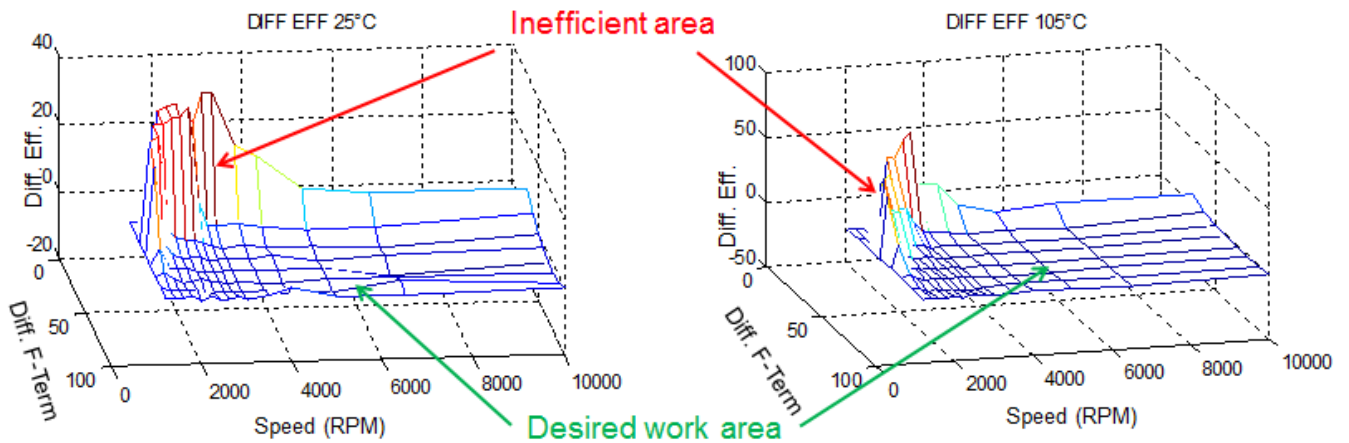 DIFF EFF 25°C
Inefficient area
DIFF EFF 105°C
40
20
0
-20
Diff. Eff.
0
50
100
Diff. F-Term
0
2000
4000
6000
8000
10000
Speed (RPM)
100
50
0
-50
Diff. Eff.
0
50
100
Diff. F-Term
0
2000
4000
6000
8000
10000
Speed (RPM)
Desired work area